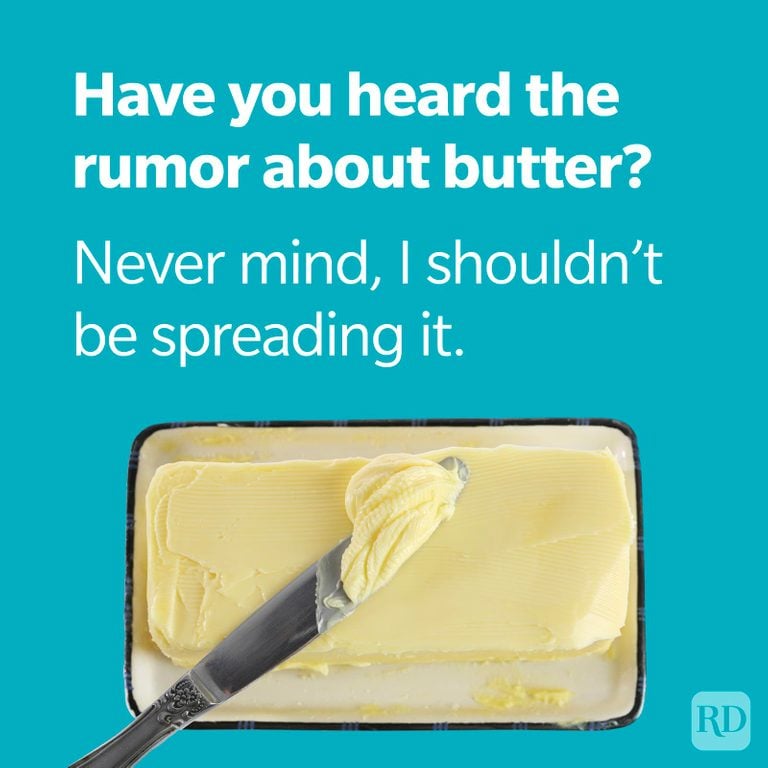 Have you heard the
rumor about butter?
Never mind, I shouldn’t
be spreading it.
RD